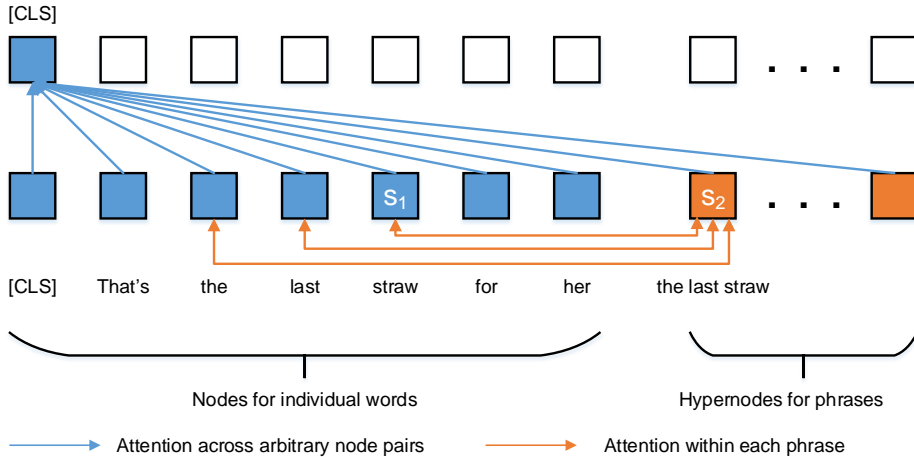 [CLS]
s1 s2
. . .
. . .
[CLS] That's the last straw for her the last straw
Nodes for individual words Hypernodes for phrases
Attention across arbitrary node pairs Attention within each phrase